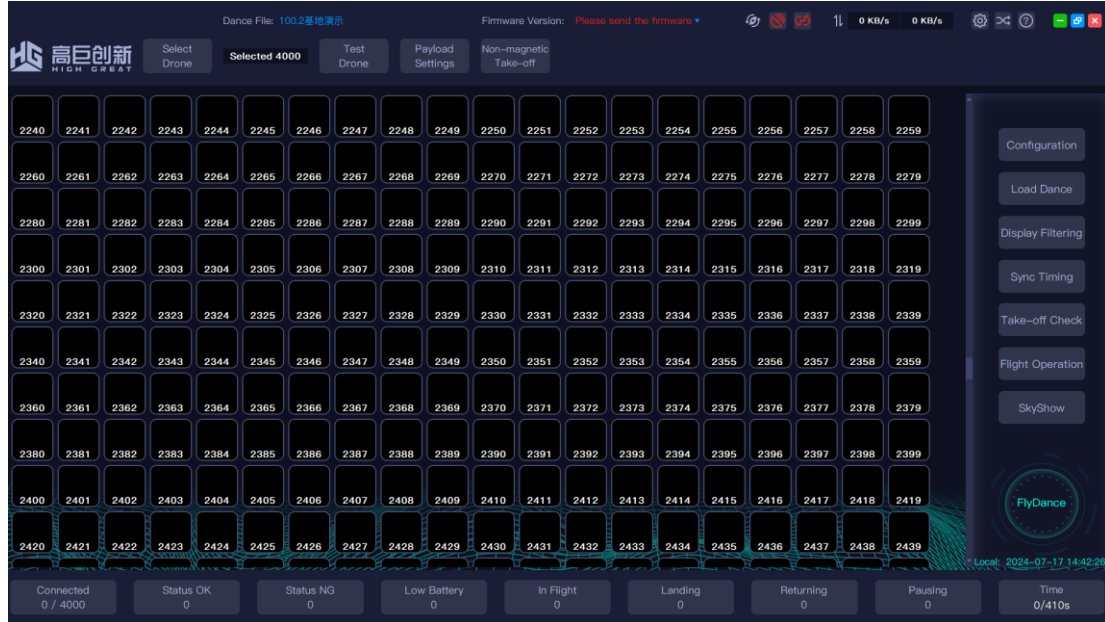 Dance File: 100.2基地演示 Firmware Version: Please send the firmware 0 KB/s 0 KB/s
HG 高巨创新
HIGH GREAT
Select Drone
Selected 4000
Test Drone
Payload Settings
Non-magnetic Take-off
2240 2241 2242 2243 2244 2245 2246 2247 2248 2249 2250 2251 2252 2253 2254 2255 2256 2257 2258 2259
2260 2261 2262 2263 2264 2265 2266 2267 2268 2269 2270 2271 2272 2273 2274 2275 2276 2277 2278 2279
2280 2281 2282 2283 2284 2285 2286 2287 2288 2289 2290 2291 2292 2293 2294 2295 2296 2297 2298 2299
2300 2301 2302 2303 2304 2305 2306 2307 2308 2309 2310 2311 2312 2313 2314 2315 2316 2317 2318 2319
2320 2321 2322 2323 2324 2325 2326 2327 2328 2329 2330 2331 2332 2333 2334 2335 2336 2337 2338 2339
2340 2341 2342 2343 2344 2345 2346 2347 2348 2349 2350 2351 2352 2353 2354 2355 2356 2357 2358 2359
2360 2361 2362 2363 2364 2365 2366 2367 2368 2369 2370 2371 2372 2373 2374 2375 2376 2377 2378 2379
2380 2381 2382 2383 2384 2385 2386 2387 2388 2389 2390 2391 2392 2393 2394 2395 2396 2397 2398 2399
2400 2401 2402 2403 2404 2405 2406 2407 2408 2409 2410 2411 2412 2413 2414 2415 2416 2417 2418 2419
2420 2421 2422 2423 2424 2425 2426 2427 2428 2429 2430 2431 2432 2433 2434 2435 2436 2437 2438 2439
Configuration
Load Dance
Display Filtering
Sync Timing
Take-off Check
Flight Operation
SkyShow
FlyDance
Local: 2024-07-17 14:42:26
Connected Status OK Status NG Low Battery In Flight Landing Returning Pausing Time
0 / 4000 0 0 0 0 0 0 0 0/410s